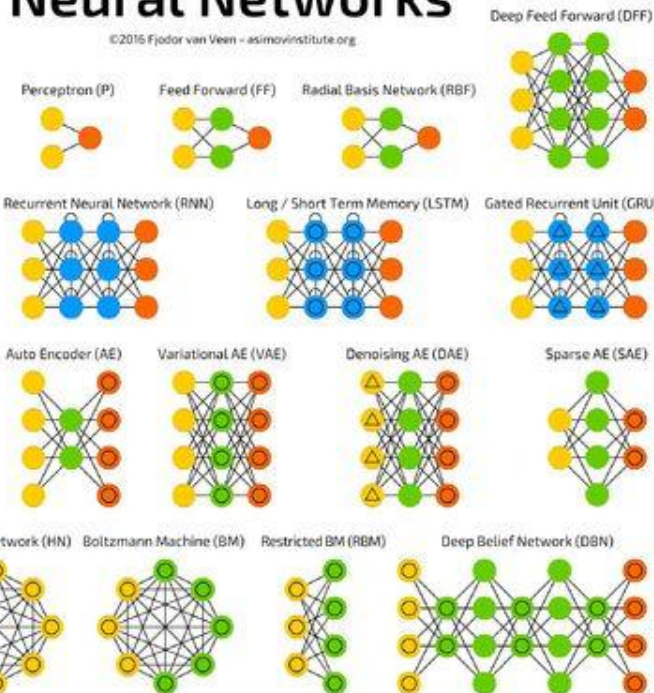 Neural Networks
Deep Feed Forward (DFF)
©2016 Fjodor van Veen - asimovinstitute.org
Perceptron (P)
Feed Forward (FF)
Radial Basis Network (RBF)
Recurrent Neural Network (RNN)
Long / Short Term Memory (LSTM)
Gated Recurrent Unit (GRU
Auto Encoder (AE)
Variational AE (VAE)
Denoising AE (DAE)
Sparse AE (SAE)
twork (HN)
Boltzmann Machine (BM)
Restricted BM (RBM)
Deep Belief Network (DBN)